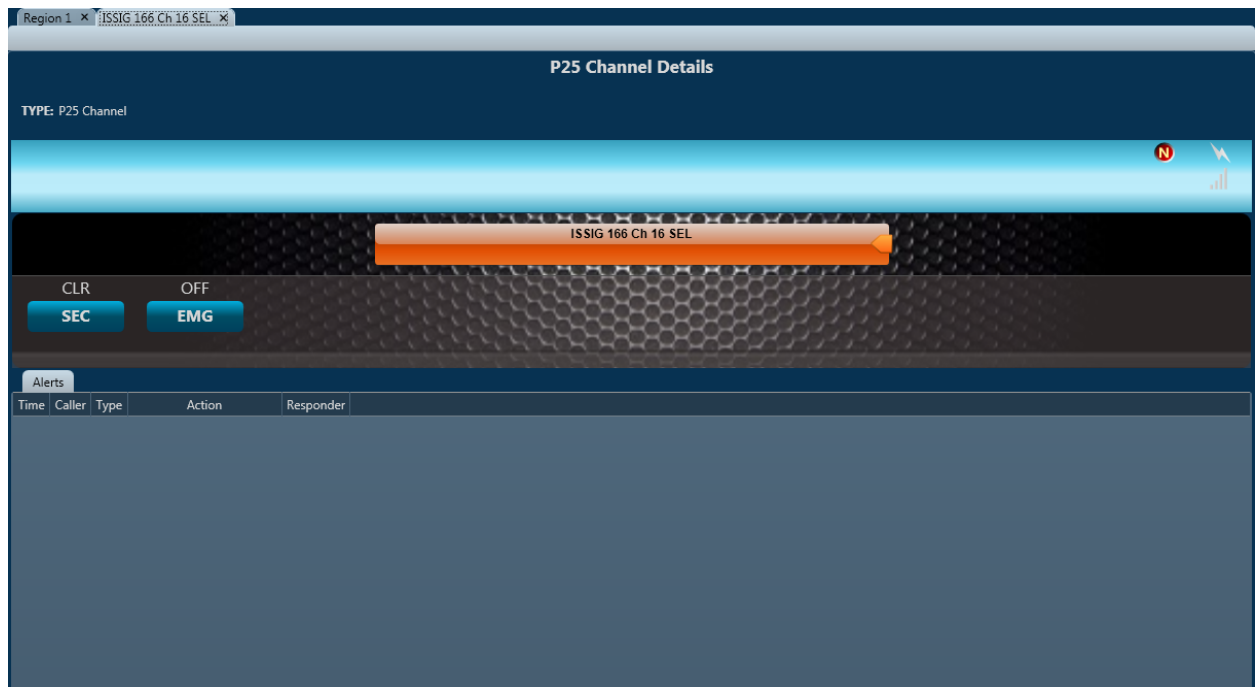 Region 1 × ISSIG 166 Ch 16 SEL ×
P25 Channel Details
TYPE: P25 Channel
N
ISSIG 166 Ch 16 SEL
CLR OFF
SEC EMG
Alerts
Time Caller Type Action Responder